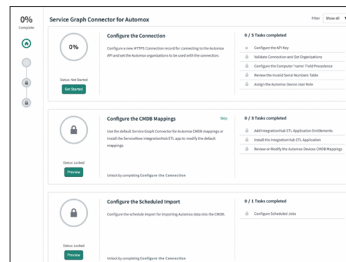 0%
Complete
Service Graph Connector for Automox
Filter Show all
0%
Status: Not Started
Get Started
Configure the Connection
Configure a new HTTPS Connection record for connecting to the Automox
API and set the Automox organizations to be used with the connection.
0 / 5 Tasks completed
Configure the API Key
Validate Connection and Set Organizations
Configure the Computer 'name' Field Precedence
Review the Invalid Serial Numbers Table
Assign the Automox Device User Role
Status: Locked
Preview
Configure the CMDB Mappings
Use the default Service Graph Connector for Automox CMDB mappings or
install the ServiceNow IntegrationHub ETL app to modify the default
mappings.
Unlock by completing Configure the Connection
0 / 3 Tasks completed
Add IntegrationHub ETL Application Entitlements
Install the IntegrationHub ETL Application
Review or Modify the Automox Devices CMDB Mappings
Status: Locked
Preview
Configure the Scheduled Import
Configure the schedule import for importing Automox data into the CMDB.
Unlock by completing Configure the Connection
0 / 1 Tasks completed
Configure Scheduled Jobs